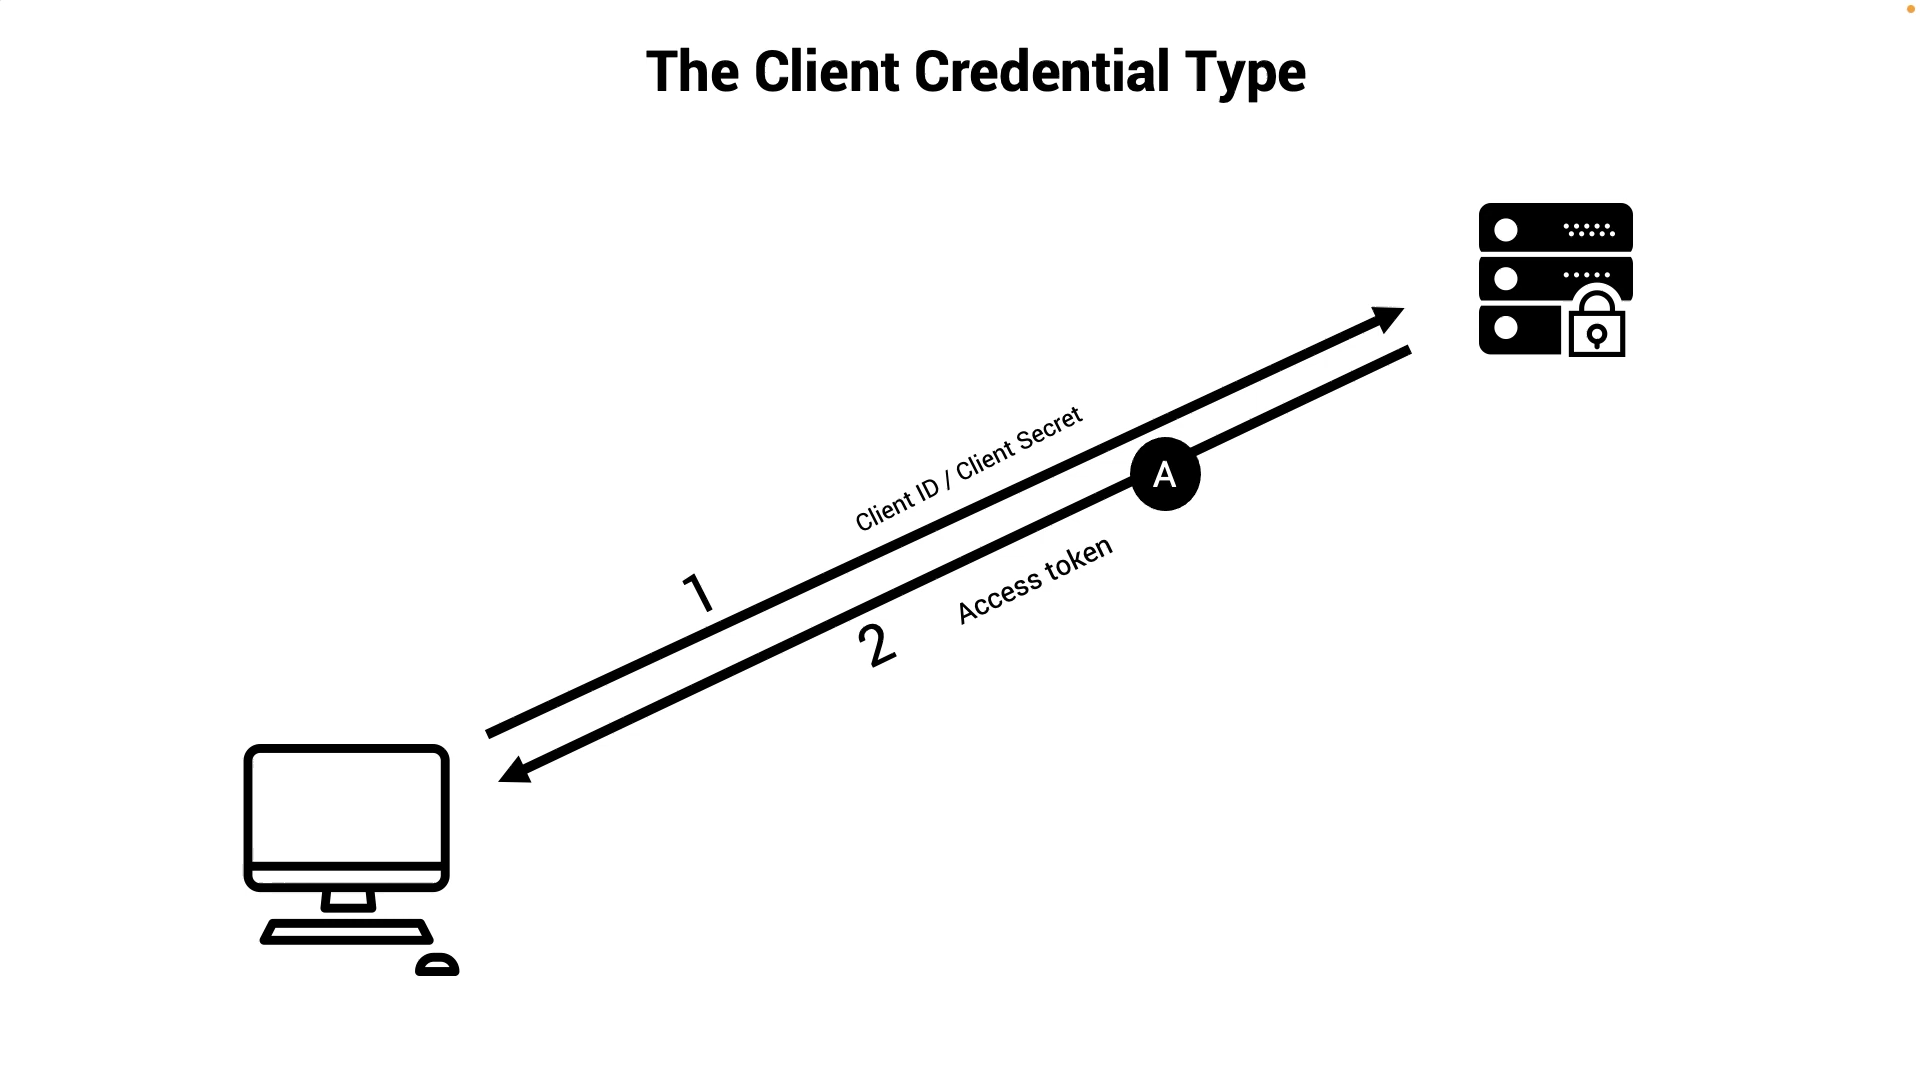 The Client Credential Type
Client ID / Client Secret
1
A
Access token
2